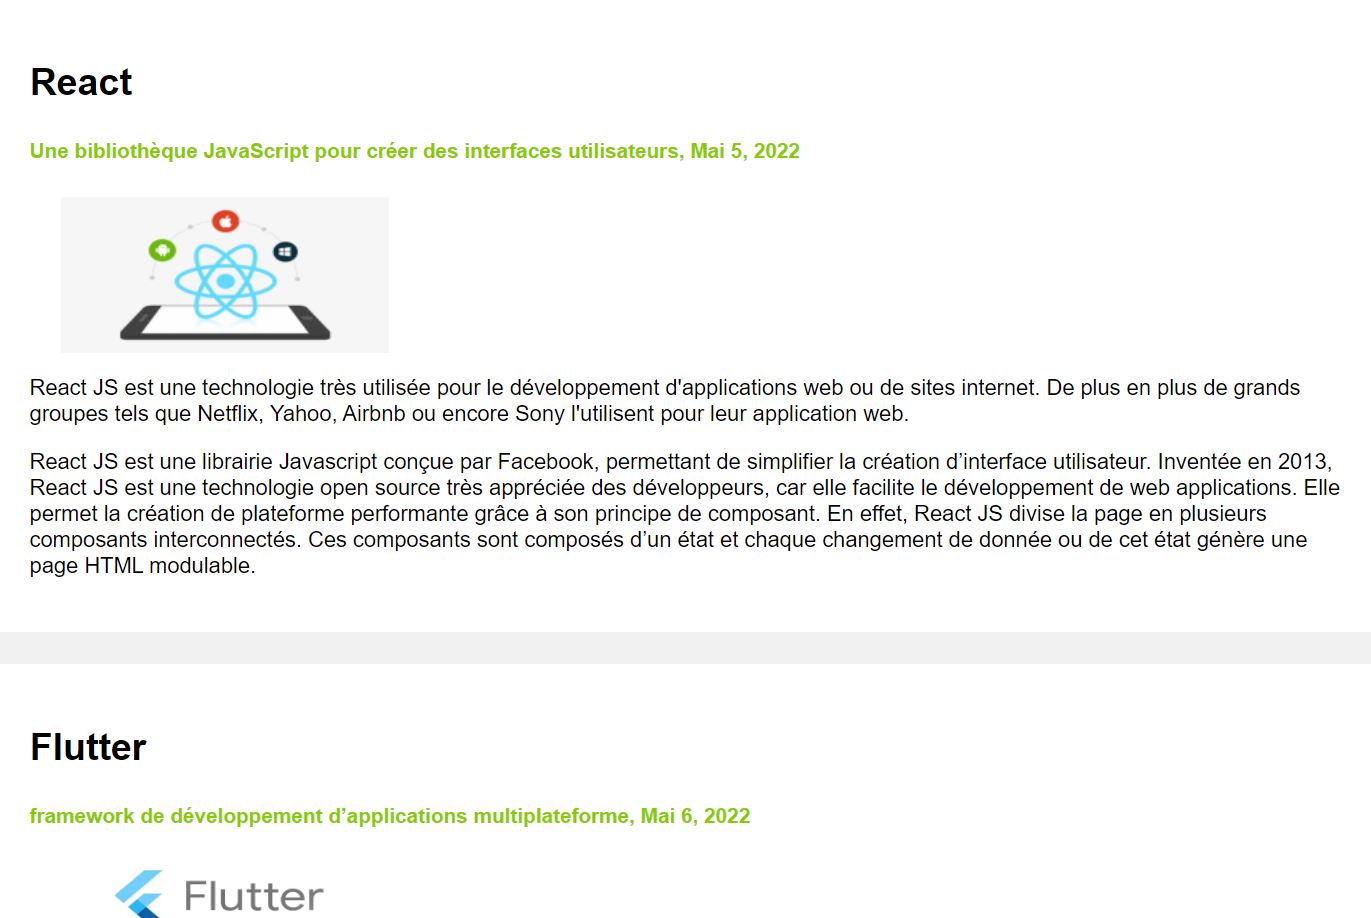 React
Une bibliothèque JavaScript pour créer des interfaces utilisateurs, Mai 5, 2022
React JS est une technologie très utilisée pour le développement d'applications web ou de sites internet. De plus en plus de grands
groupes tels que Netflix, Yahoo, Airbnb ou encore Sony l'utilisent pour leur application web.
React JS est une librairie Javascript conçue par Facebook, permettant de simplifier la création d’interface utilisateur. Inventée en 2013,
React JS est une technologie open source très appréciée des développeurs, car elle facilite le développement de web applications. Elle
permet la création de plateforme performante grâce à son principe de composant. En effet, React JS divise la page en plusieurs
composants interconnectés. Ces composants sont composés d’un état et chaque changement de donnée ou de cet état génère une
page HTML modulable.
Flutter
framework de développement d’applications multiplateforme, Mai 6, 2022
Flutter